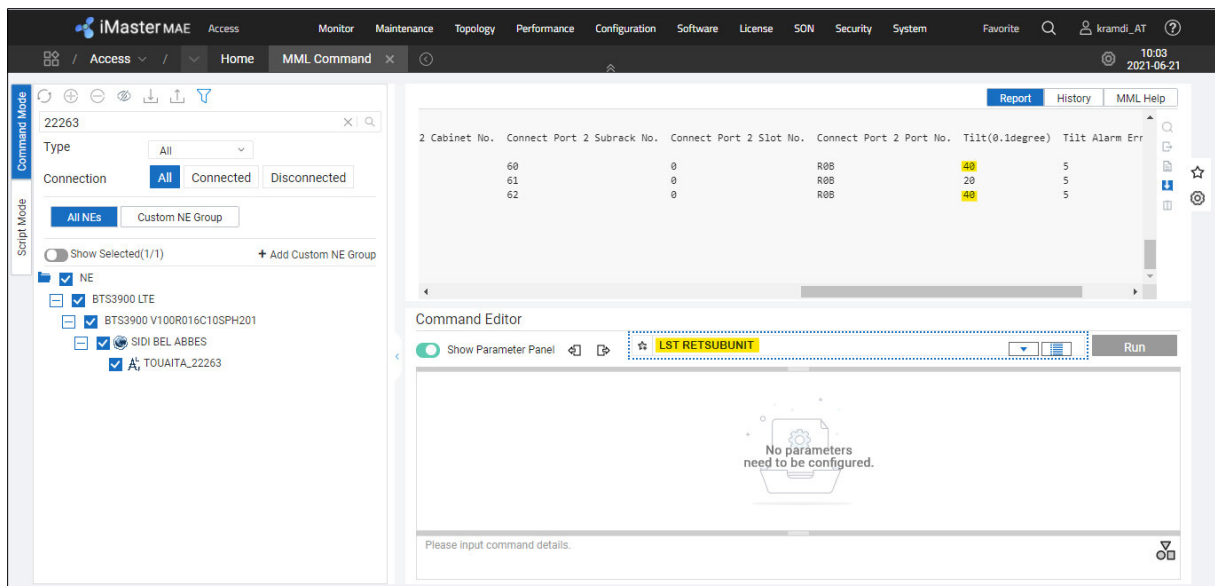 iMaster MAE Access Monitor Maintenance Topology Performance Configuration Software License SON Security System Favorite kramdi_AT
/ Access / Home MML Command × 10:03
2021-06-21
Command Mode
Script Mode
22263
Type All
Connection All Connected Disconnected
All NEs Custom NE Group
Show Selected(1/1) + Add Custom NE Group
NE
BTS3900 LTE
BTS3900 V100R016C10SPH201
SIDI BEL ABBES
TOUAITA_22263
Report History MML Help
2 Cabinet No. Connect Port 2 Subrack No. Connect Port 2 Slot No. Connect Port 2 Port No. Tilt(0.1degree) Tilt Alarm Err
60 0 R0B 40 5
61 0 R0B 20 5
62 0 R0B 40 5
Command Editor
Show Parameter Panel LST RETSUBUNIT Run
No parameters
need to be configured.
Please input command details.